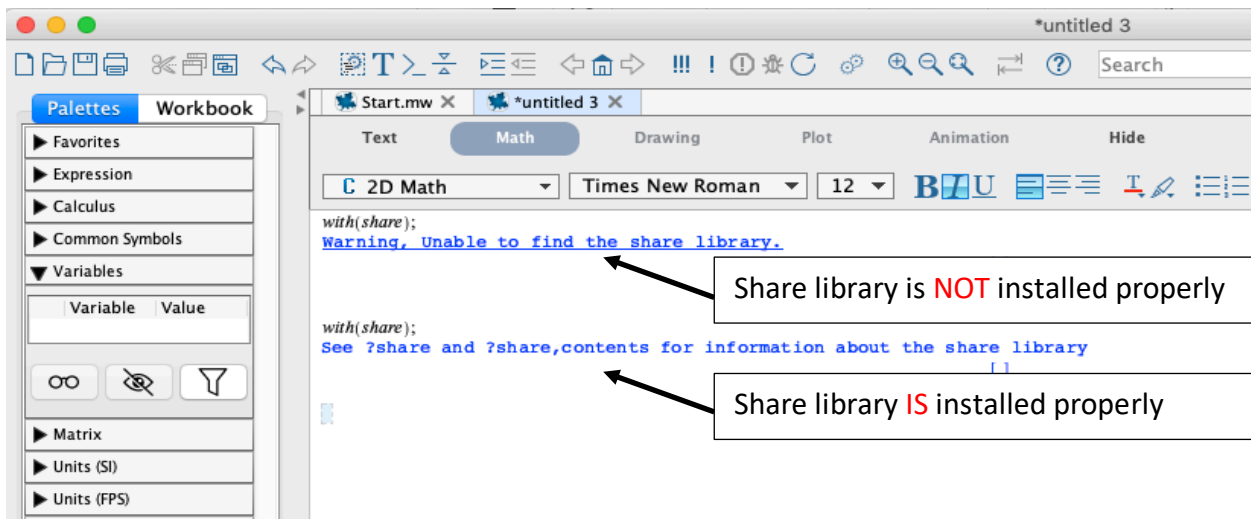 *untitled 3
Search
Palettes Workbook
Start.mw *untitled 3
Text Math Drawing Plot Animation Hide
C 2D Math Times New Roman 12 B I U
Favorites
Expression
Calculus
Common Symbols
Variables
Variable Value
Matrix
Units (SI)
Units (FPS)
with(share);
Warning, Unable to find the share library.
Share library is NOT installed properly
with(share);
See ?share and ?share,contents for information about the share library
[ ]
Share library IS installed properly